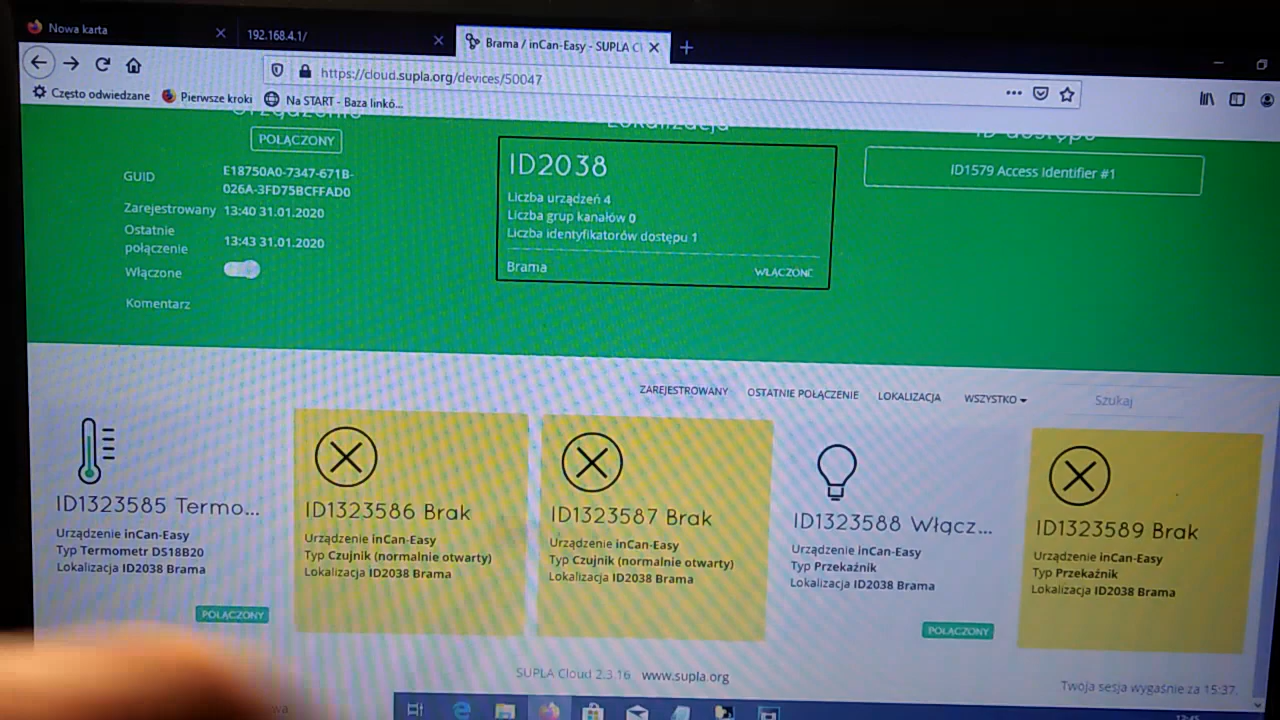 Nowa karta
192.168.4.1/
Brama / inCan-Easy - SUPLA Cl
https://cloud.supla.org/devices/50047
Często odwiedzane
Pierwsze kroki
Na START - Baza linkó...
Urządzenie
Lokalizacja
ID dostępu
POŁĄCZONY
GUID
E18750A0-7347-671B-
026A-3FD75BCFFAD0
Zarejestrowany 13:40 31.01.2020
Ostatnie
połączenie
13:43 31.01.2020
Włączone
Komentarz
ID2038
Liczba urządzeń 4
Liczba grup kanałów 0
Liczba identyfikatorów dostępu 1
Brama
WŁĄCZONE
ID1579 Access Identifier #1
ZAREJESTROWANY OSTATNIE POŁĄCZENIE LOKALIZACJA WSZYSTKO Szukaj
ID1323585 Termo...
Urządzenie inCan-Easy
Typ Termometr DS18B20
Lokalizacja ID2038 Brama
POŁĄCZONY
ID1323586 Brak
Urządzenie inCan-Easy
Typ Czujnik (normalnie otwarty)
Lokalizacja ID2038 Brama
ID1323587 Brak
Urządzenie inCan-Easy
Typ Czujnik (normalnie otwarty)
Lokalizacja ID2038 Brama
ID1323588 Włącz...
Urządzenie inCan-Easy
Typ Przekaźnik
Lokalizacja ID2038 Brama
POŁĄCZONY
ID1323589 Brak
Urządzenie inCan-Easy
Typ Przekaźnik
Lokalizacja ID2038 Brama
SUPLA Cloud 2.3.16 www.supla.org
Twoja sesja wygaśnie za 15:37.